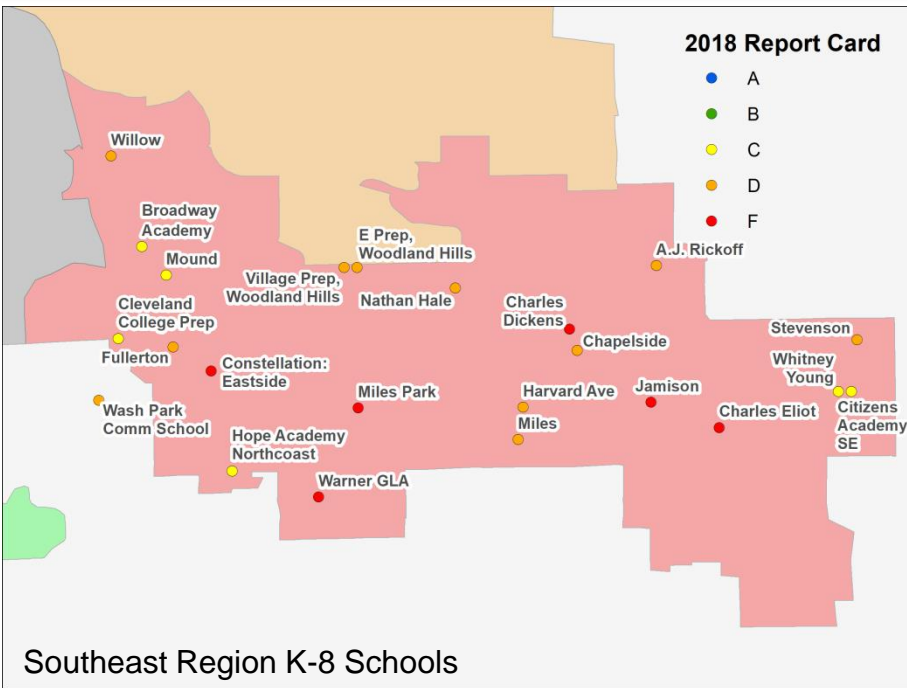 2018 Report Card
A
B
C
D
F
Willow
Broadway
Academy
Mound
E Prep,
Woodland Hills
Village Prep,
Woodland Hills
A.J. Rickoff
Nathan Hale
Cleveland
College Prep
Charles
Dickens
Stevenson
Fullerton
Chapelside
Constellation:
Eastside
Whitney
Young
Wash Park
Comm School
Miles Park
Harvard Ave
Jamison
Miles
Charles Eliot
Citizens
Academy
SE
Hope Academy
Northcoast
Warner GLA
Southeast Region K-8 Schools